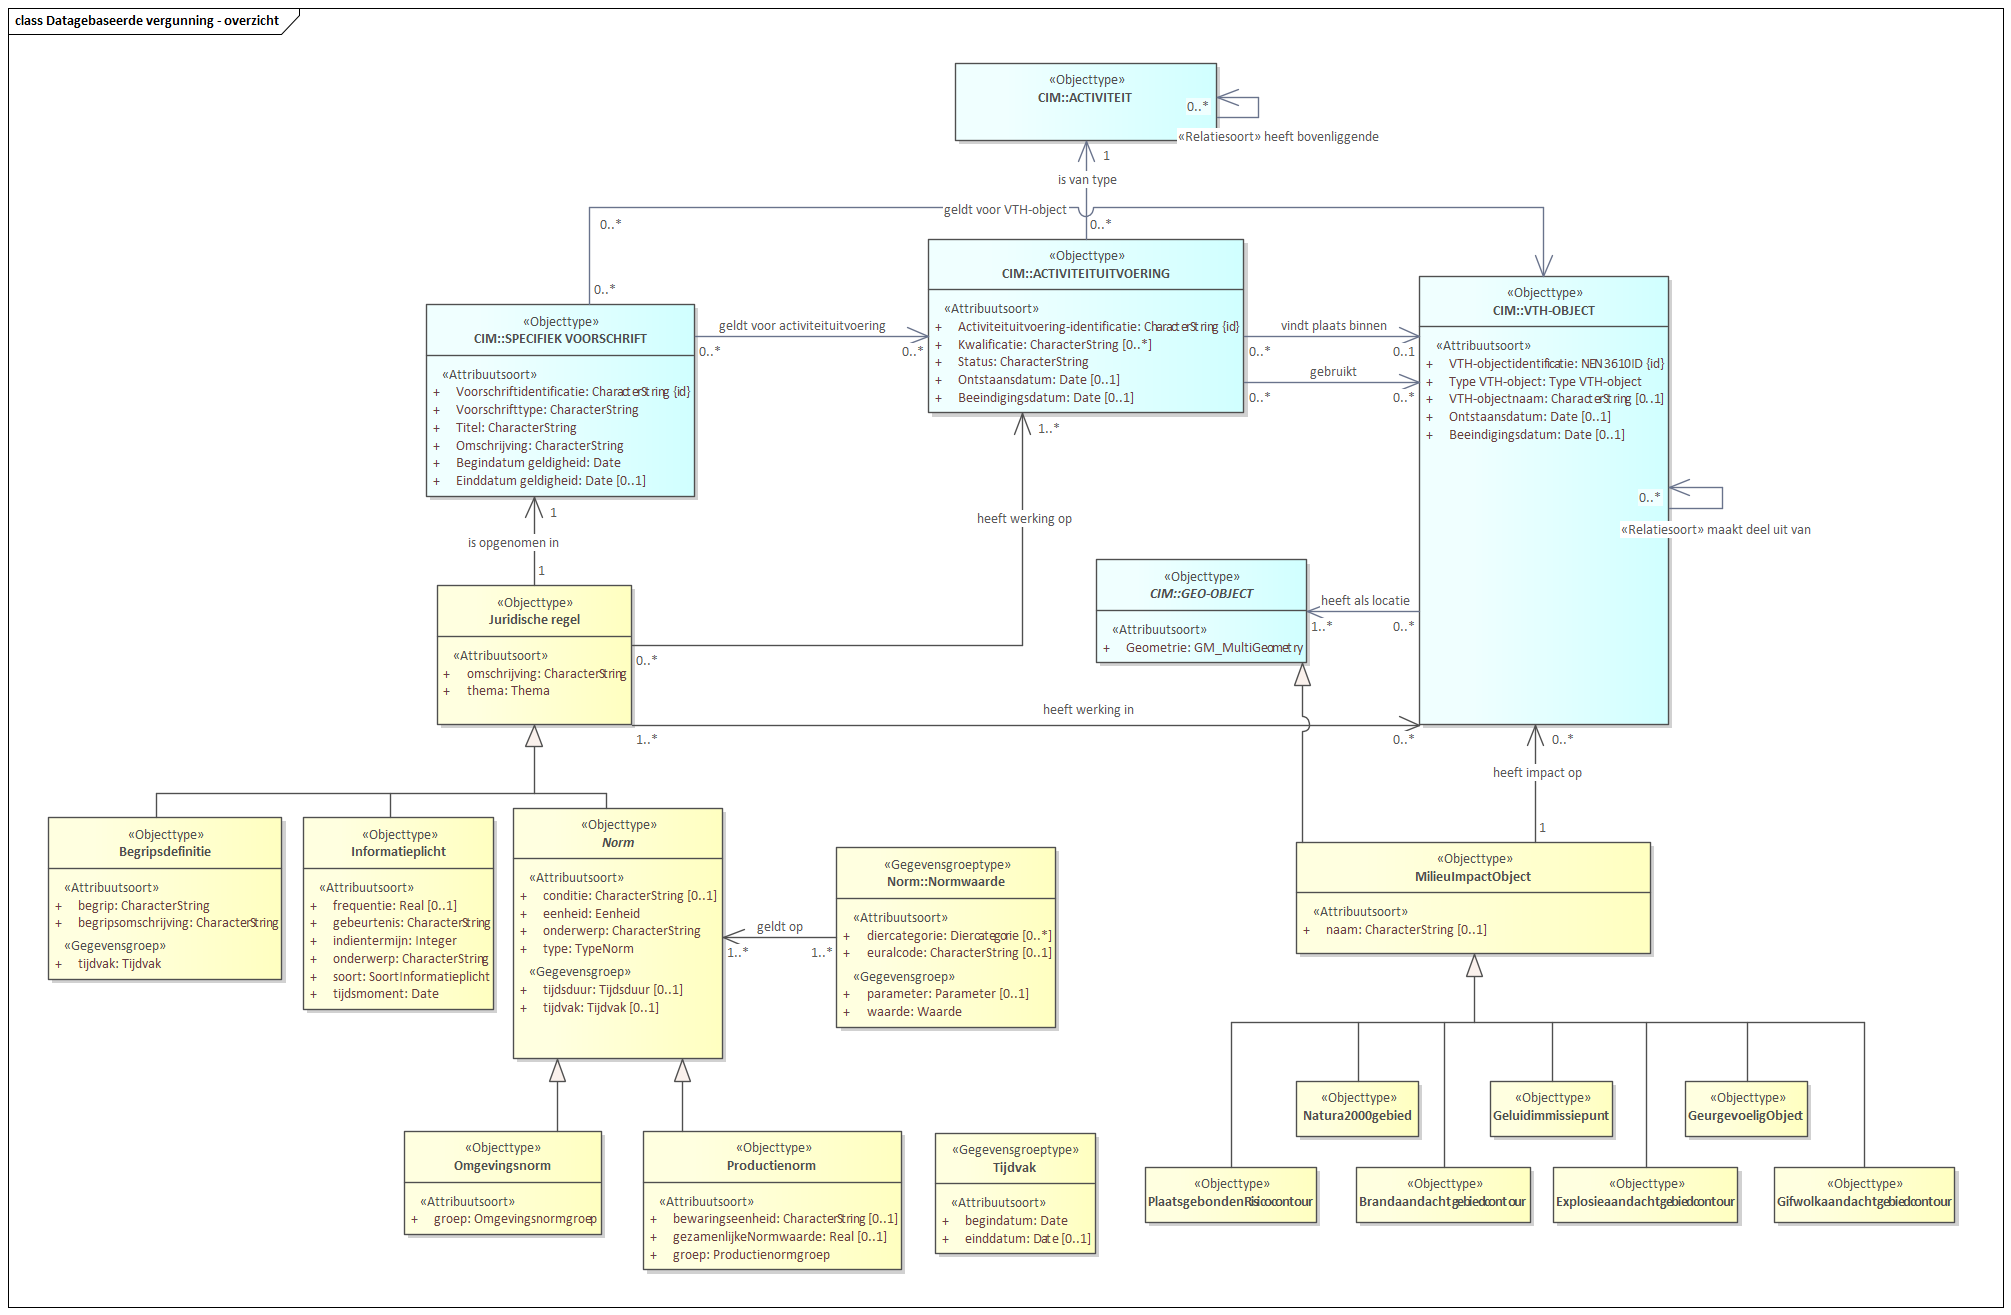 class Datagebaseerde vergunning - overzicht
«Objecttype»
CIM::ACTIVITEIT
0..*
«Relatiesoort» heeft bovenliggende
1
is van type
geldt voor VTH-object
0..*
0..*
0..*
«Objecttype»
CIM::ACTIVITEITUITVOERING
«Attribuutsoort»
+ Activiteituitvoering-identificatie: CharacterString {id}
+ Kwalificatie: CharacterString [0..*]
+ Status: CharacterString
+ Ontstaansdatum: Date [0..1]
+ Beeindigingsdatum: Date [0..1]
«Objecttype»
CIM::SPECIFIEK VOORSCHRIFT
«Attribuutsoort»
+ Voorschriftidentificatie: CharacterString {id}
+ Voorschrifttype: CharacterString
+ Titel: CharacterString
+ Omschrijving: CharacterString
+ Begindatum geldigheid: Date
+ Einddatum geldigheid: Date [0..1]
geldt voor activiteituitvoering
0..*
0..*
vindt plaats binnen
0..*
0..1
gebruikt
0..*
0..*
«Objecttype»
CIM::VTH-OBJECT
«Attribuutsoort»
+ VTH-objectidentificatie: NEN3610ID {id}
+ Type VTH-object: Type VTH-object
+ VTH-objectnaam: CharacterString [0..1]
+ Ontstaansdatum: Date [0..1]
+ Beeindigingsdatum: Date [0..1]
0..*
«Relatiesoort» maakt deel uit van
1..*
heeft werking op
1
is opgenomen in
1
«Objecttype»
Juridische regel
«Attribuutsoort»
+ omschrijving: CharacterString
+ thema: Thema
0..*
«Objecttype»
CIM::GEO-OBJECT
«Attribuutsoort»
+ Geometrie: GM_MultiGeometry
heeft als locatie
1..*
0..*
heeft werking in
1..*
0..*
0..*
heeft impact op
1
«Objecttype»
Begripsdefinitie
«Attribuutsoort»
+ begrip: CharacterString
+ begripsomschrijving: CharacterString
«Gegevensgroep»
+ tijdvak: Tijdvak
«Objecttype»
Informatieplicht
«Attribuutsoort»
+ frequentie: Real [0..1]
+ gebeurtenis: CharacterString
+ indientermijn: Integer
+ onderwerp: CharacterString
+ soort: SoortInformatieplicht
+ tijdsmoment: Date
«Objecttype»
Norm
«Attribuutsoort»
+ conditie: CharacterString [0..1]
+ eenheid: Eenheid
+ onderwerp: CharacterString
+ type: TypeNorm
«Gegevensgroep»
+ tijdsduur: Tijdsduur [0..1]
+ tijdvak: Tijdvak [0..1]
geldt op
1..*
1..*
«Gegevensgroeptype»
Norm::Normwaarde
«Attribuutsoort»
+ diercategorie: Diercategorie [0..*]
+ euralcode: CharacterString [0..1]
«Gegevensgroep»
+ parameter: Parameter [0..1]
+ waarde: Waarde
«Objecttype»
MilieuImpactObject
«Attribuutsoort»
+ naam: CharacterString [0..1]
«Objecttype»
Omgevingsnorm
«Attribuutsoort»
+ groep: Omgevingsnormgroep
«Objecttype»
Productienorm
«Attribuutsoort»
+ bewaringseenheid: CharacterString [0..1]
+ gezamenlijkeNormwaarde: Real [0..1]
+ groep: Productienormgroep
«Gegevensgroeptype»
Tijdvak
«Attribuutsoort»
+ begindatum: Date
+ einddatum: Date [0..1]
«Objecttype»
Natura2000gebied
«Objecttype»
Geluidimmissiepunt
«Objecttype»
GeurgevoeligObject
«Objecttype»
PlaatsgebondenRisicocontour
«Objecttype»
Brandaandachtgebiedcontour
«Objecttype»
Explosieaandachtgebiedcontour
«Objecttype»
Gifwolkaandachtgebiedcontour